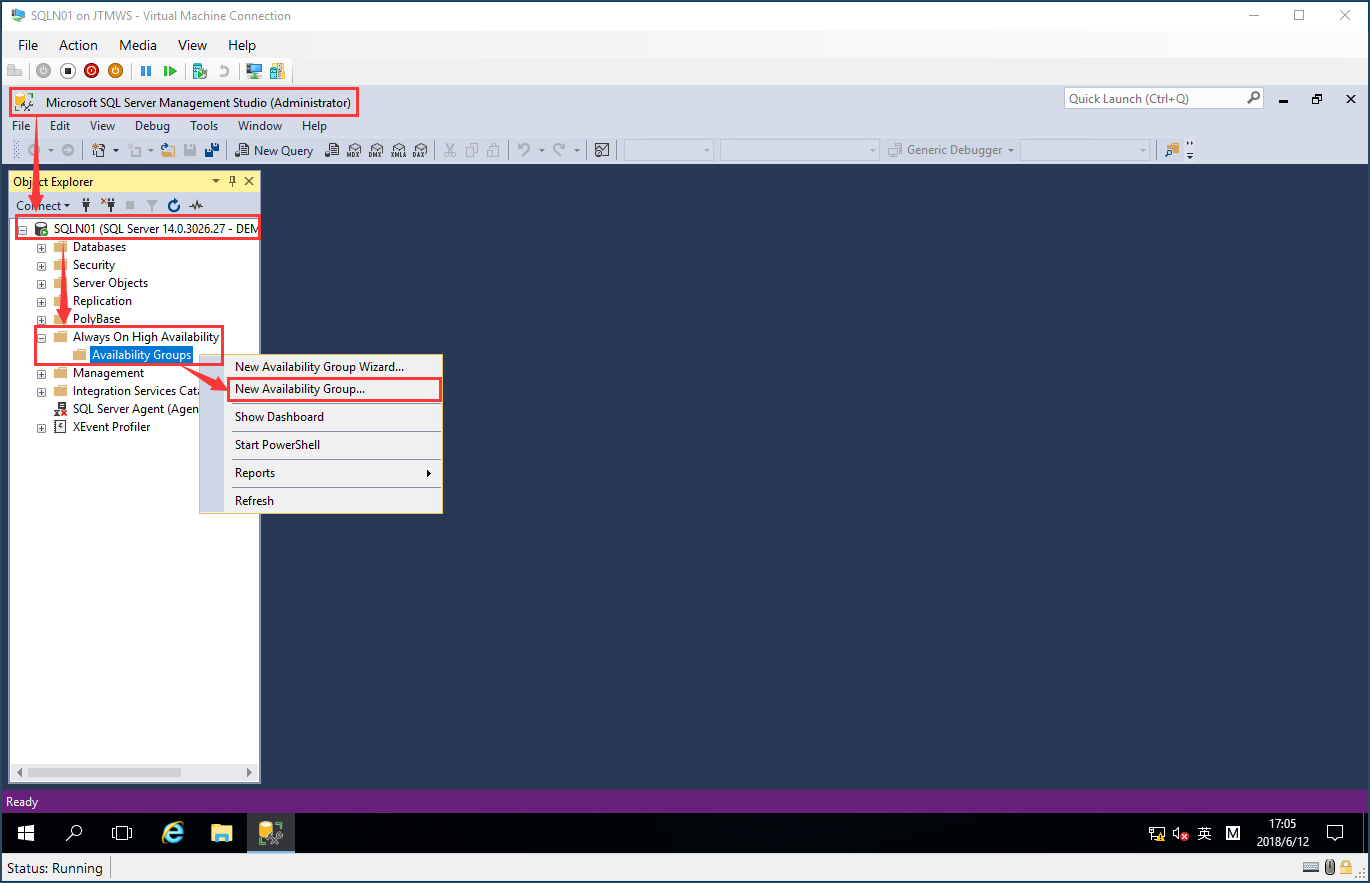 SQLN01 on JTMWS - Virtual Machine Connection
File Action Media View Help
Microsoft SQL Server Management Studio (Administrator)
Quick Launch (Ctrl+Q)
File Edit View Debug Tools Window Help
New Query
MDX
DMX
XMLA
DAX
Generic Debugger
Object Explorer
Connect
SQLN01 (SQL Server 14.0.3026.27 - DEM
Databases
Security
Server Objects
Replication
PolyBase
Always On High Availability
Availability Groups
Management
Integration Services Cata
SQL Server Agent (Agen
XEvent Profiler
New Availability Group Wizard...
New Availability Group...
Show Dashboard
Start PowerShell
Reports
Refresh
Ready
英
M
17:05
2018/6/12
Status: Running